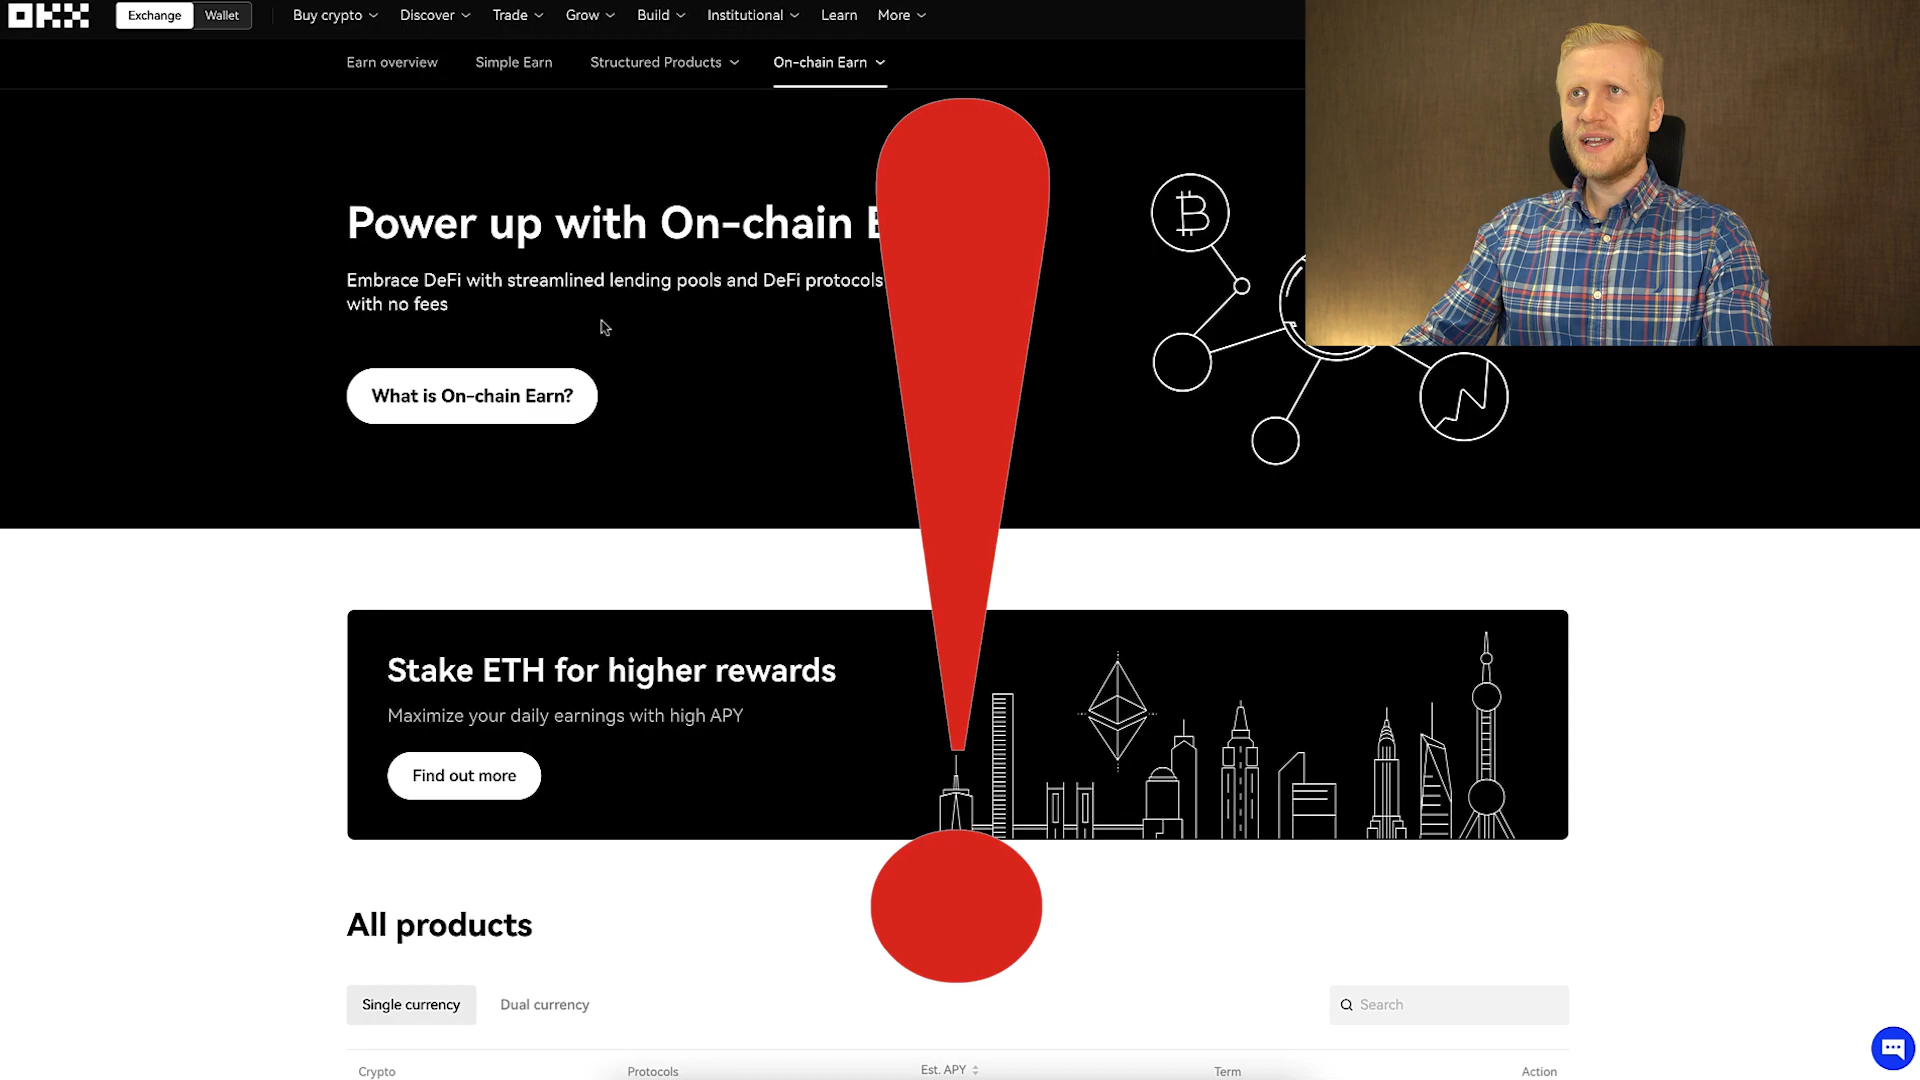 OKX
Exchange
Wallet
Buy crypto
Discover
Trade
Grow
Build
Institutional
Learn
More
Earn overview
Simple Earn
Structured Products
On-chain Earn
Power up with On-chain E
Embrace DeFi with streamlined lending pools and DeFi protocols
with no fees
What is On-chain Earn?
Stake ETH for higher rewards
Maximize your daily earnings with high APY
Find out more
All products
Single currency
Dual currency
Search
Crypto
Protocols
Est. APY
Term
Action